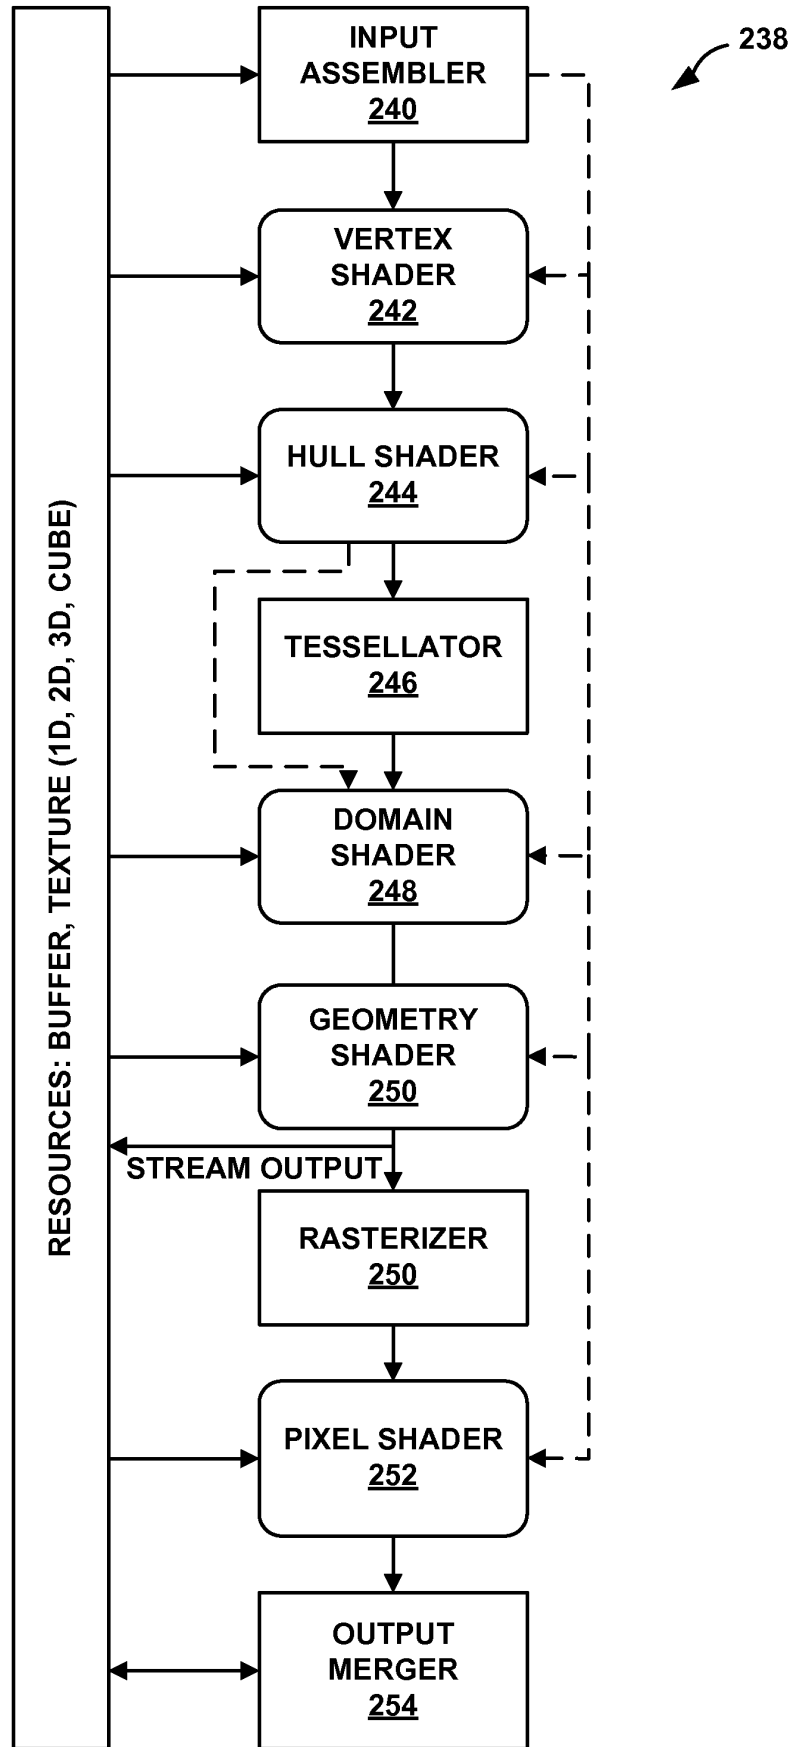 INPUT
ASSEMBLER
240
238
VERTEX
SHADER
242
HULL SHADER
244
TESSELLATOR
246
DOMAIN
SHADER
248
GEOMETRY
SHADER
250
STREAM OUTPUT
RASTERIZER
250
PIXEL SHADER
252
OUTPUT
MERGER
254
RESOURCES: BUFFER, TEXTURE (1D, 2D, 3D, CUBE)